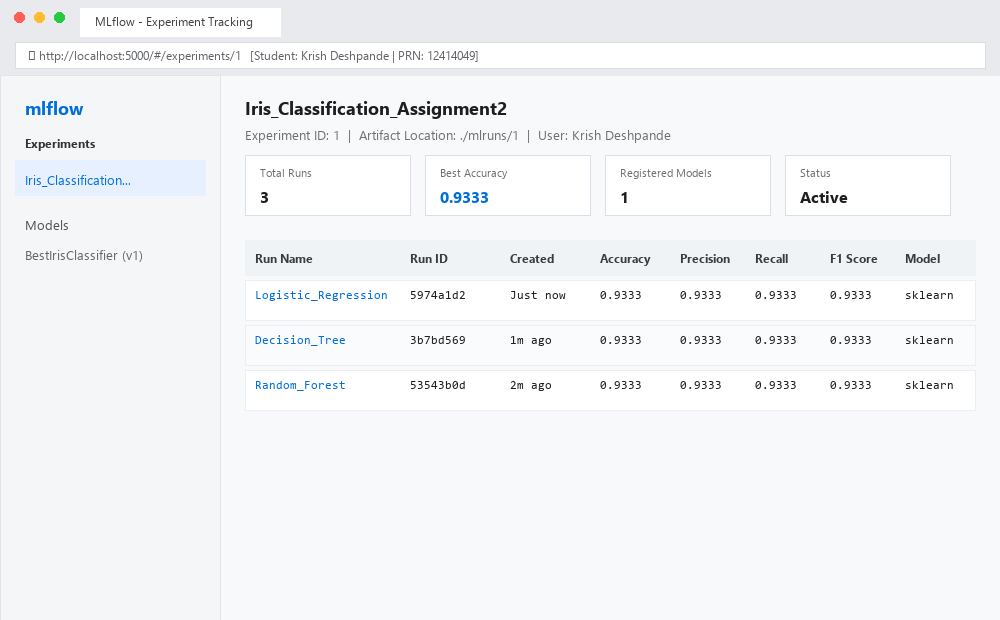 MLflow - Experiment Tracking
http://localhost:5000/#/experiments/1 [Student: Krish Deshpande | PRN: 12414049]
mlflow
Experiments
Iris_Classification...
Models
BestIrisClassifier (v1)
Iris_Classification_Assignment2
Experiment ID: 1 | Artifact Location: ./mlruns/1 | User: Krish Deshpande
Total Runs
3
Best Accuracy
0.9333
Registered Models
1
Status
Active
Run Name Run ID Created Accuracy Precision Recall F1 Score Model
Logistic_Regression 5974a1d2 Just now 0.9333 0.9333 0.9333 0.9333 sklearn
Decision_Tree 3b7bd569 1m ago 0.9333 0.9333 0.9333 0.9333 sklearn
Random_Forest 53543b0d 2m ago 0.9333 0.9333 0.9333 0.9333 sklearn